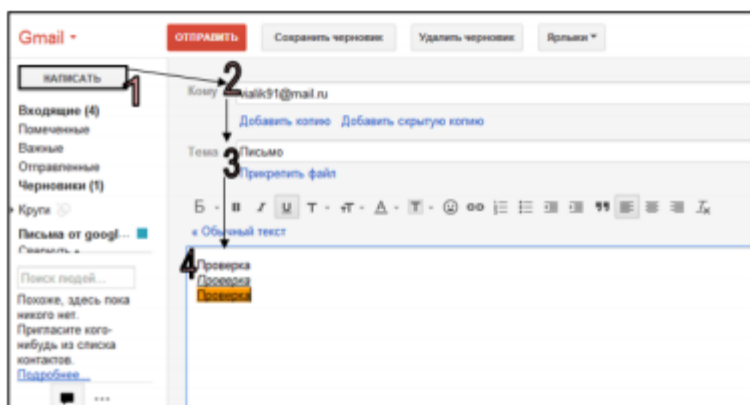 Gmail
ОТПРАВИТЬ Сохранить черновик Удалить черновик Ярлыки
НАПИСАТЬ
1
2
Кому vialik91@mail.ru
Добавить копию Добавить скрытую копию
Входящие (4)
Помеченные
Важные
Отправленные
Черновики (1)
Круги
Письма от googl...
Свернуть
Тема Письмо
3
Прикрепить файл
« Обычный текст
4
Проверка
Проверка
Проверка
Поиск людей...
Похоже, здесь пока
никого нет.
Пригласите кого-
нибудь из списка
контактов.
Подробнее...